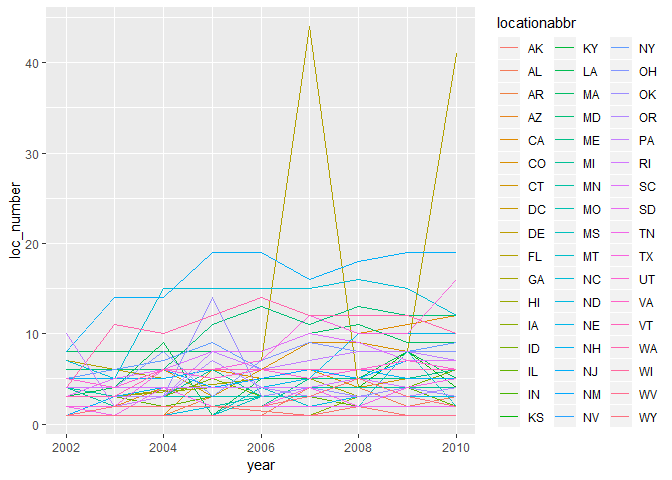 locationabbr
AK KY NY
AL LA OH
AR MA OK
AZ MD OR
CA ME PA
CO MI RI
CT MN SC
DC MO SD
DE MS TN
FL MT TX
GA NC UT
HI ND VA
IA NE VT
ID NH WA
IL NJ WI
IN NM WV
KS NV WY
loc_number
40
30
20
10
0
2002 2004 2006 2008 2010
year